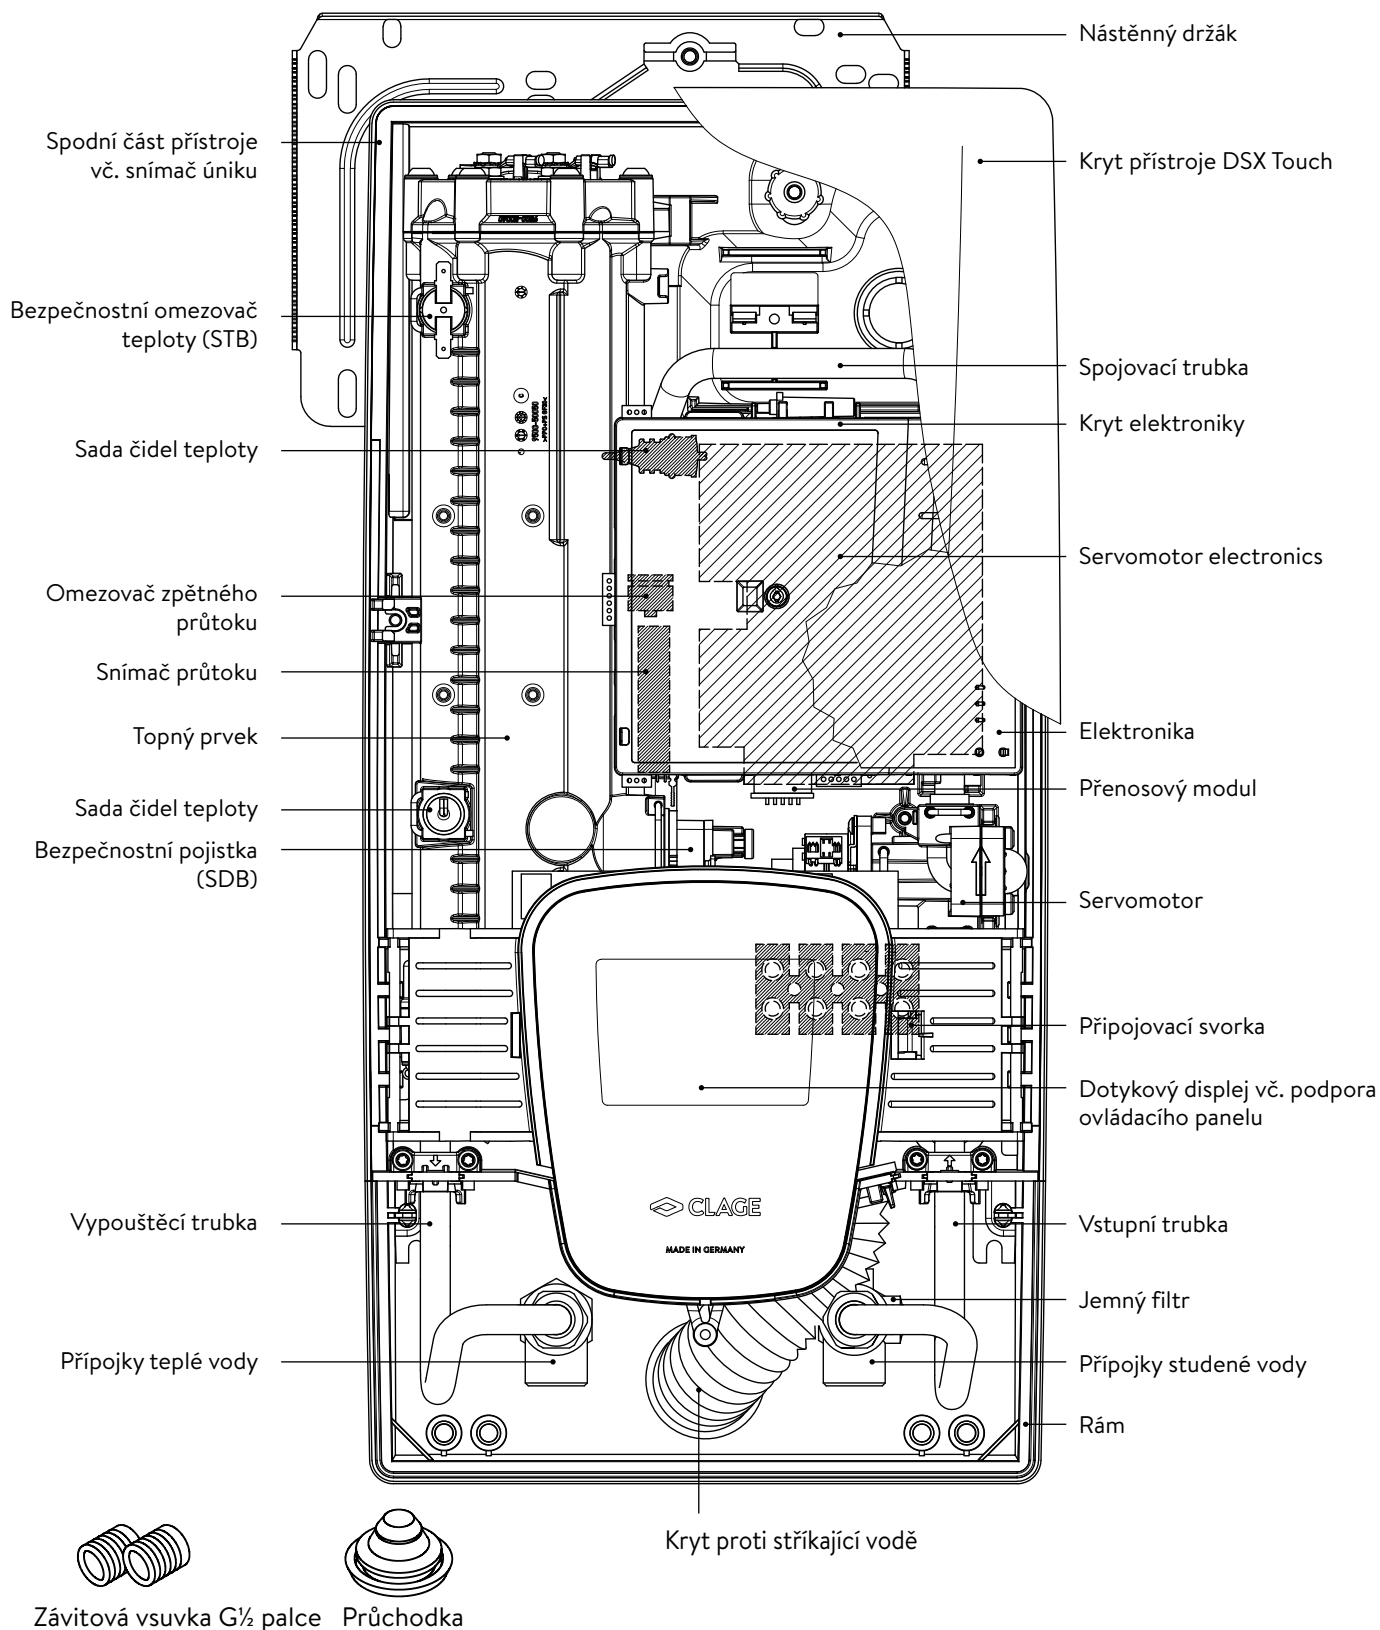 Nástěnný držák
Spodní část přístroje
vč. snímač úniku
Kryt přístroje DSX Touch
Bezpečnostní omezovač
teploty (STB)
Spojovací trubka
Kryt elektroniky
Sada čidel teploty
Servomotor electronics
Omezovač zpětného
průtoku
Snímač průtoku
Topný prvek
Elektronika
Přenosový modul
Sada čidel teploty
Bezpečnostní pojistka
(SDB)
Servomotor
Připojovací svorka
Dotykový displej vč. podpora
ovládacího panelu
CLAGE
MADE IN GERMANY
Vypouštěcí trubka
Vstupní trubka
Jemný filtr
Přípojky teplé vody
Přípojky studené vody
Rám
Kryt proti stříkající vodě
Závitová vsuvka G½ palce
Průchodka